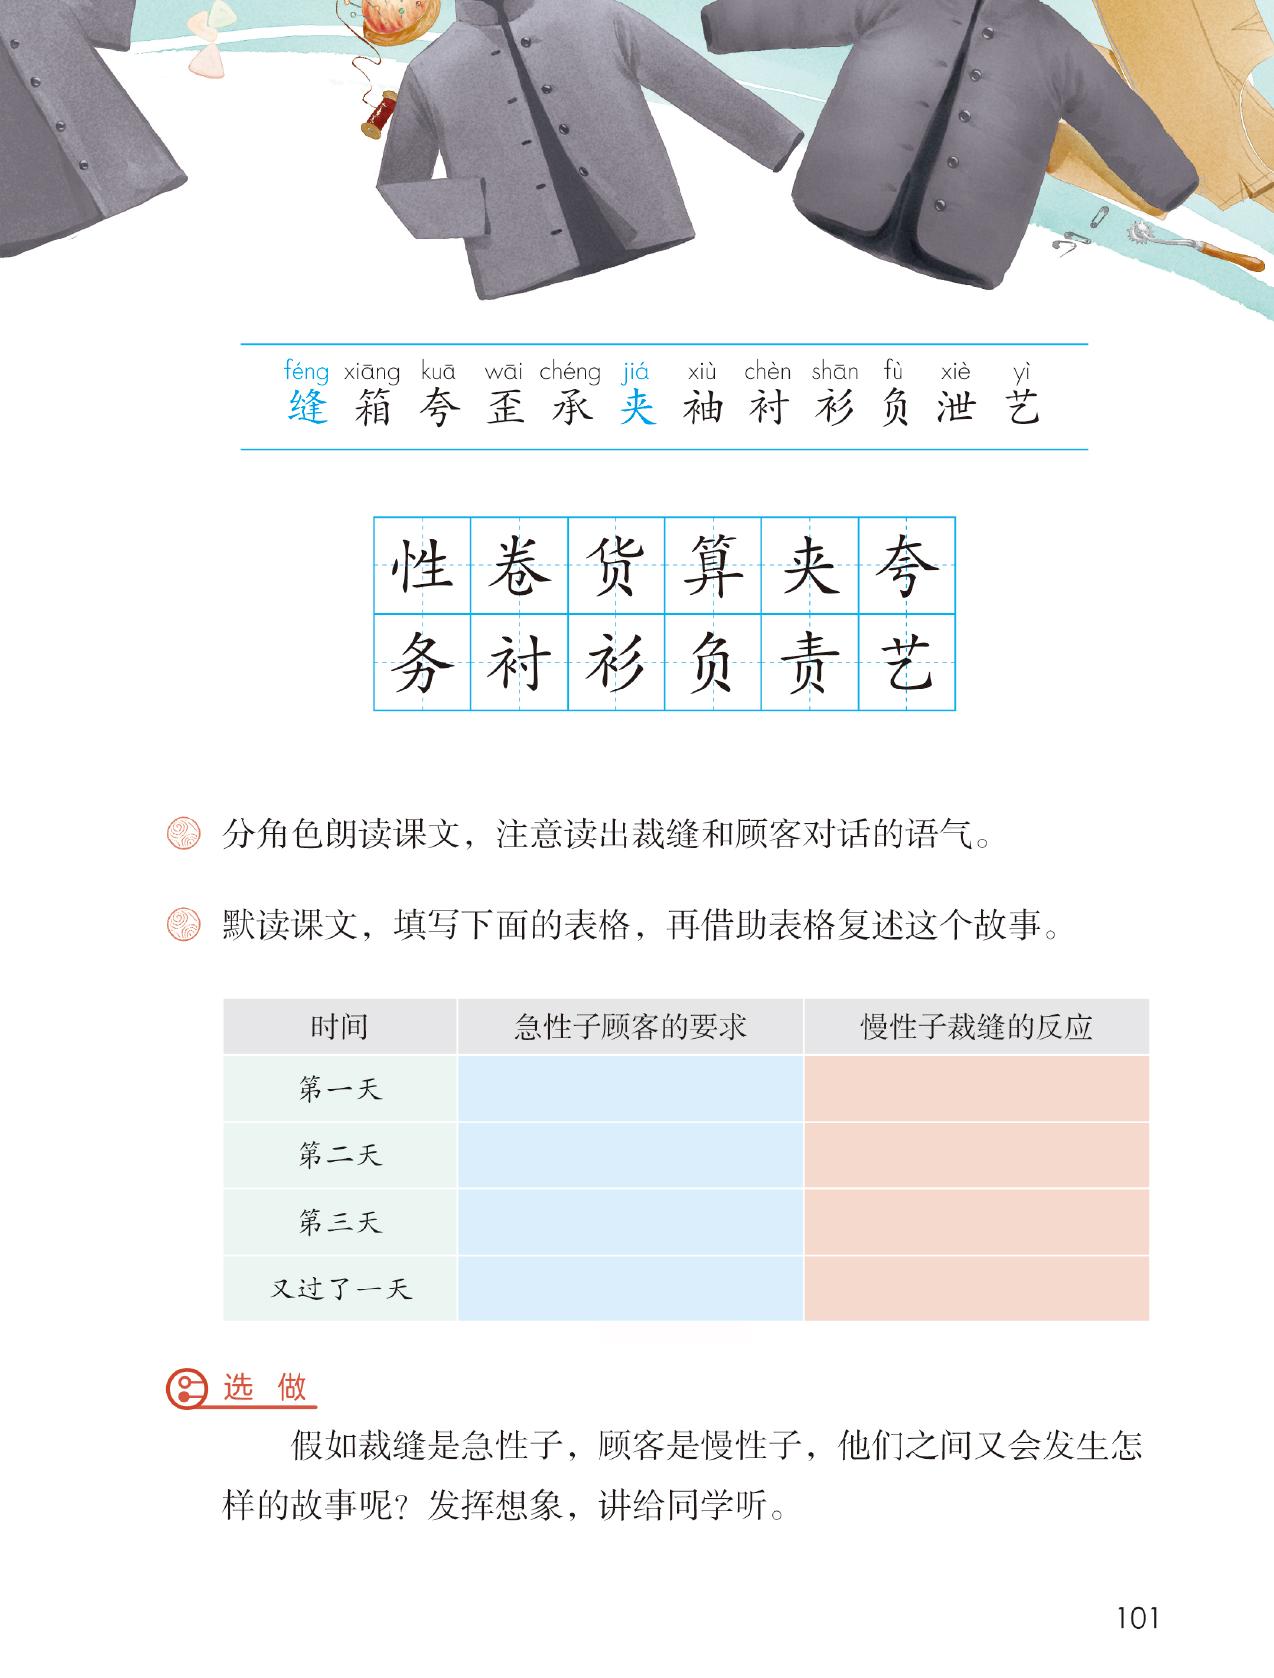 féng xiāng kuā wāi chéng jiá xiù chèn shān fù xiè yì
缝 箱 夸 歪 承 夹 袖 衬 衫 负 泄 艺
性 卷 货 算 夹 夸
务 衬 衫 负 责 艺
分角色朗读课文，注意读出裁缝和顾客对话的语气。
默读课文，填写下面的表格，再借助表格复述这个故事。
时间 急性子顾客的要求 慢性子裁缝的反应
第一天
第二天
第三天
又过了一天
选 做
假如裁缝是急性子，顾客是慢性子，他们之间又会发生怎
样的故事呢？发挥想象，讲给同学听。
101